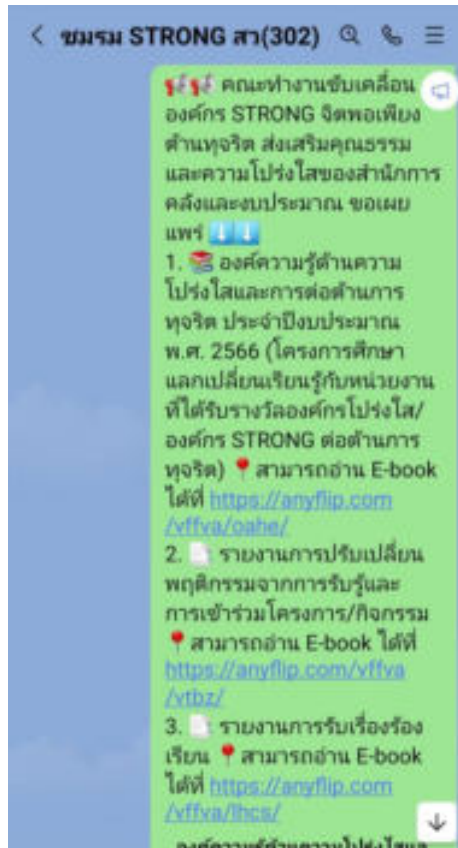 ชมรม STRONG สา(302)
คณะทำงานขับเคลื่อน
องค์กร STRONG จิตพอเพียง
ต้านทุจริต ส่งเสริมคุณธรรม
และความโปร่งใสของสำนักการ
คลังและงบประมาณ ขอเผย
แพร่ ⬇️⬇️
1. 📚 องค์ความรู้ด้านความ
โปร่งใสและการต่อต้านการ
ทุจริต ประจำปีงบประมาณ
พ.ศ. 2566 (โครงการศึกษา
แลกเปลี่ยนเรียนรู้กับหน่วยงาน
ที่ได้รับรางวัลองค์กรโปร่งใส/
องค์กร STRONG ต่อต้านการ
ทุจริต) 📍สามารถอ่าน E-book
ได้ที่ https://anyflip.com
/vffva/oahe/
2. 📄 รายงานการปรับเปลี่ยน
พฤติกรรมจากการรับรู้และ
การเข้าร่วมโครงการ/กิจกรรม
📍สามารถอ่าน E-book ได้ที่
https://anyflip.com/vffva
/vtbz/
3. 📄 รายงานการรับเรื่องร้อง
เรียน 📍สามารถอ่าน E-book
ได้ที่ https://anyflip.com
/vffva/lhcs/